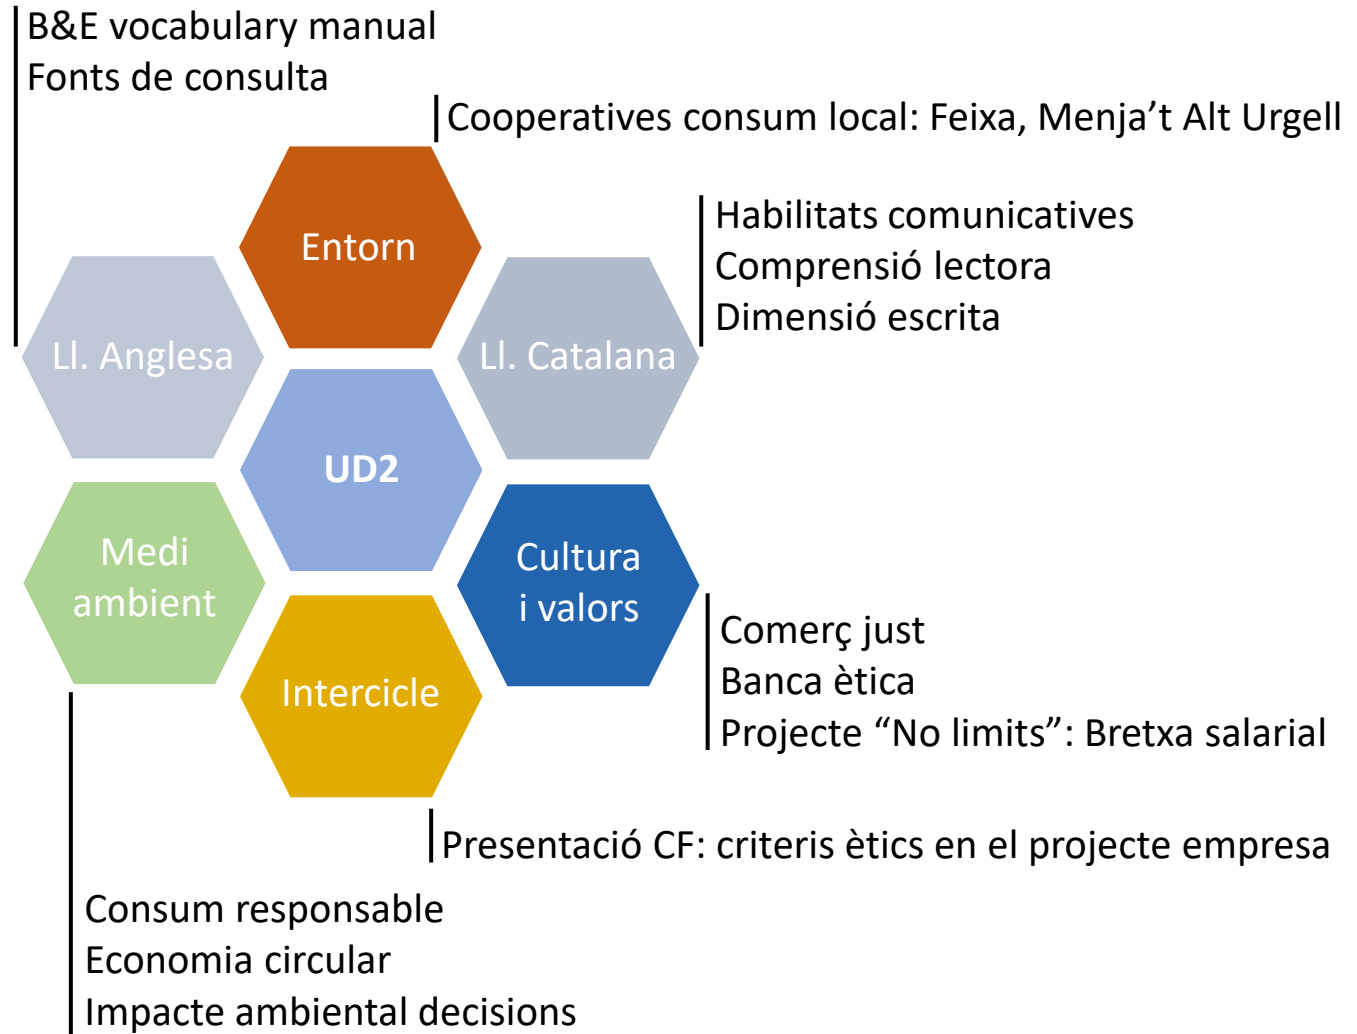 B&E vocabulary manual
Fonts de consulta
Cooperatives consum local: Feixa, Menja’t Alt Urgell
Habilitats comunicatives
Comprensió lectora
Dimensió escrita
Entorn
Ll. Anglesa
Ll. Catalana
UD2
Medi
ambient
Cultura
i valors
Intercicle
Comerç just
Banca ètica
Projecte “No limits”: Bretxa salarial
Presentació CF: criteris ètics en el projecte empresa
Consum responsable
Economia circular
Impacte ambiental decisions